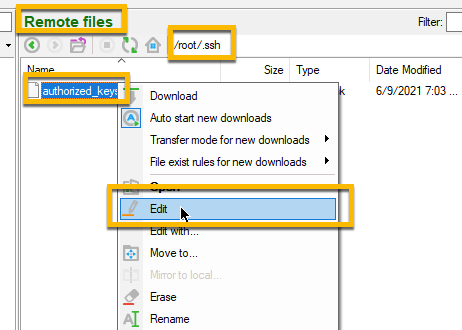 Remote files
Filter:
/root/.ssh
Name
Size
Type
Date Modified
authorized_keys
k
6/9/2021 7:03 ...
Download
Auto start new downloads
Transfer mode for new downloads
File exist rules for new downloads
Open
Edit
Edit with...
Move to...
Mirror to local...
Erase
Rename